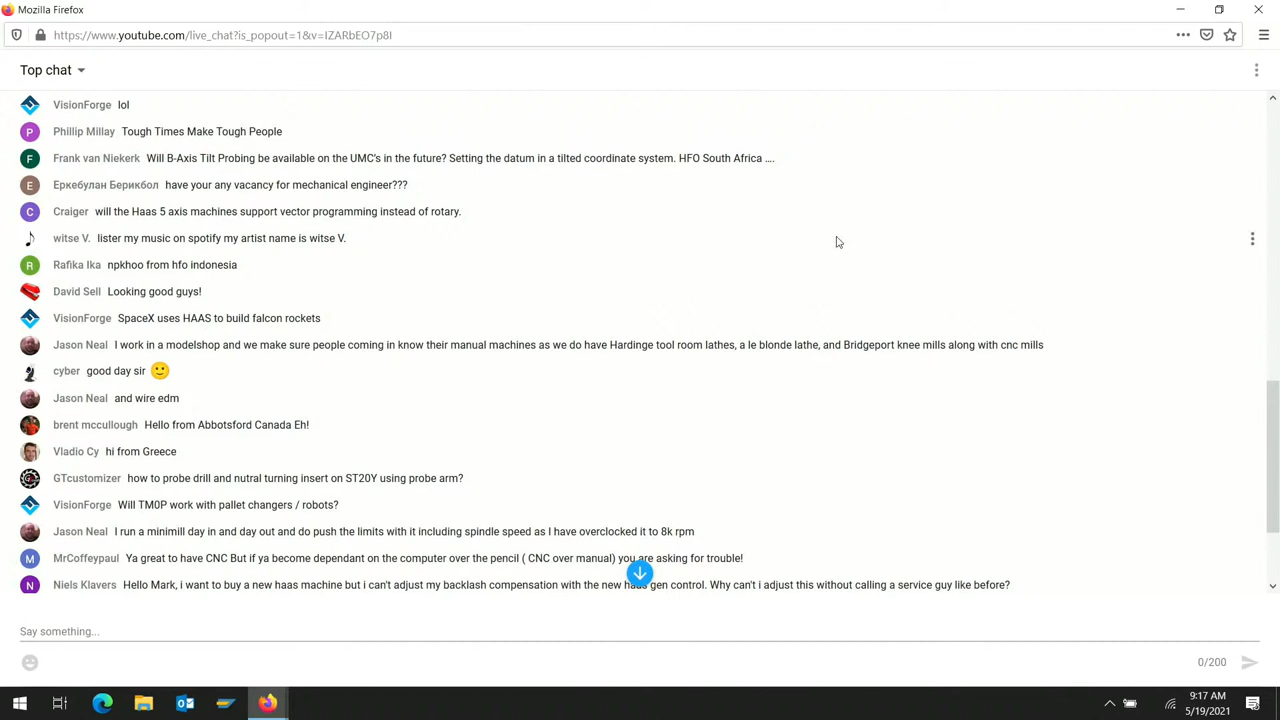 Mozilla Firefox
https://www.youtube.com/live_chat?is_popout=1&v=IZARbEO7p8I
Top chat
VisionForge lol
P Phillip Millay Tough Times Make Tough People
F Frank van Niekerk Will B-Axis Tilt Probing be available on the UMC's in the future? Setting the datum in a tilted coordinate system. HFO South Africa ....
E Еркебулан Берикбол have your any vacancy for mechanical engineer???
C Craiger will the Haas 5 axis machines support vector programming instead of rotary.
witse V. lister my music on spotify my artist name is witse V.
R Rafika Ika npkhoo from hfo indonesia
David Sell Looking good guys!
VisionForge SpaceX uses HAAS to build falcon rockets
Jason Neal I work in a modelshop and we make sure people coming in know their manual machines as we do have Hardinge tool room lathes, a le blonde lathe, and Bridgeport knee mills along with cnc mills
cyber good day sir 🙂
Jason Neal and wire edm
brent mccullough Hello from Abbotsford Canada Eh!
Vladio Cy hi from Greece
GTcustomizer how to probe drill and nutral turning insert on ST20Y using probe arm?
VisionForge Will TM0P work with pallet changers / robots?
Jason Neal I run a minimill day in and day out and do push the limits with it including spindle speed as I have overclocked it to 8k rpm
M MrCoffeypaul Ya great to have CNC But if ya become dependant on the computer over the pencil ( CNC over manual) you are asking for trouble!
N Niels Klavers Hello Mark, i want to buy a new haas machine but i can't adjust my backlash compensation with the new haas gen control. Why can't i adjust this without calling a service guy like before?
Say something...
0/200
9:17 AM
5/19/2021